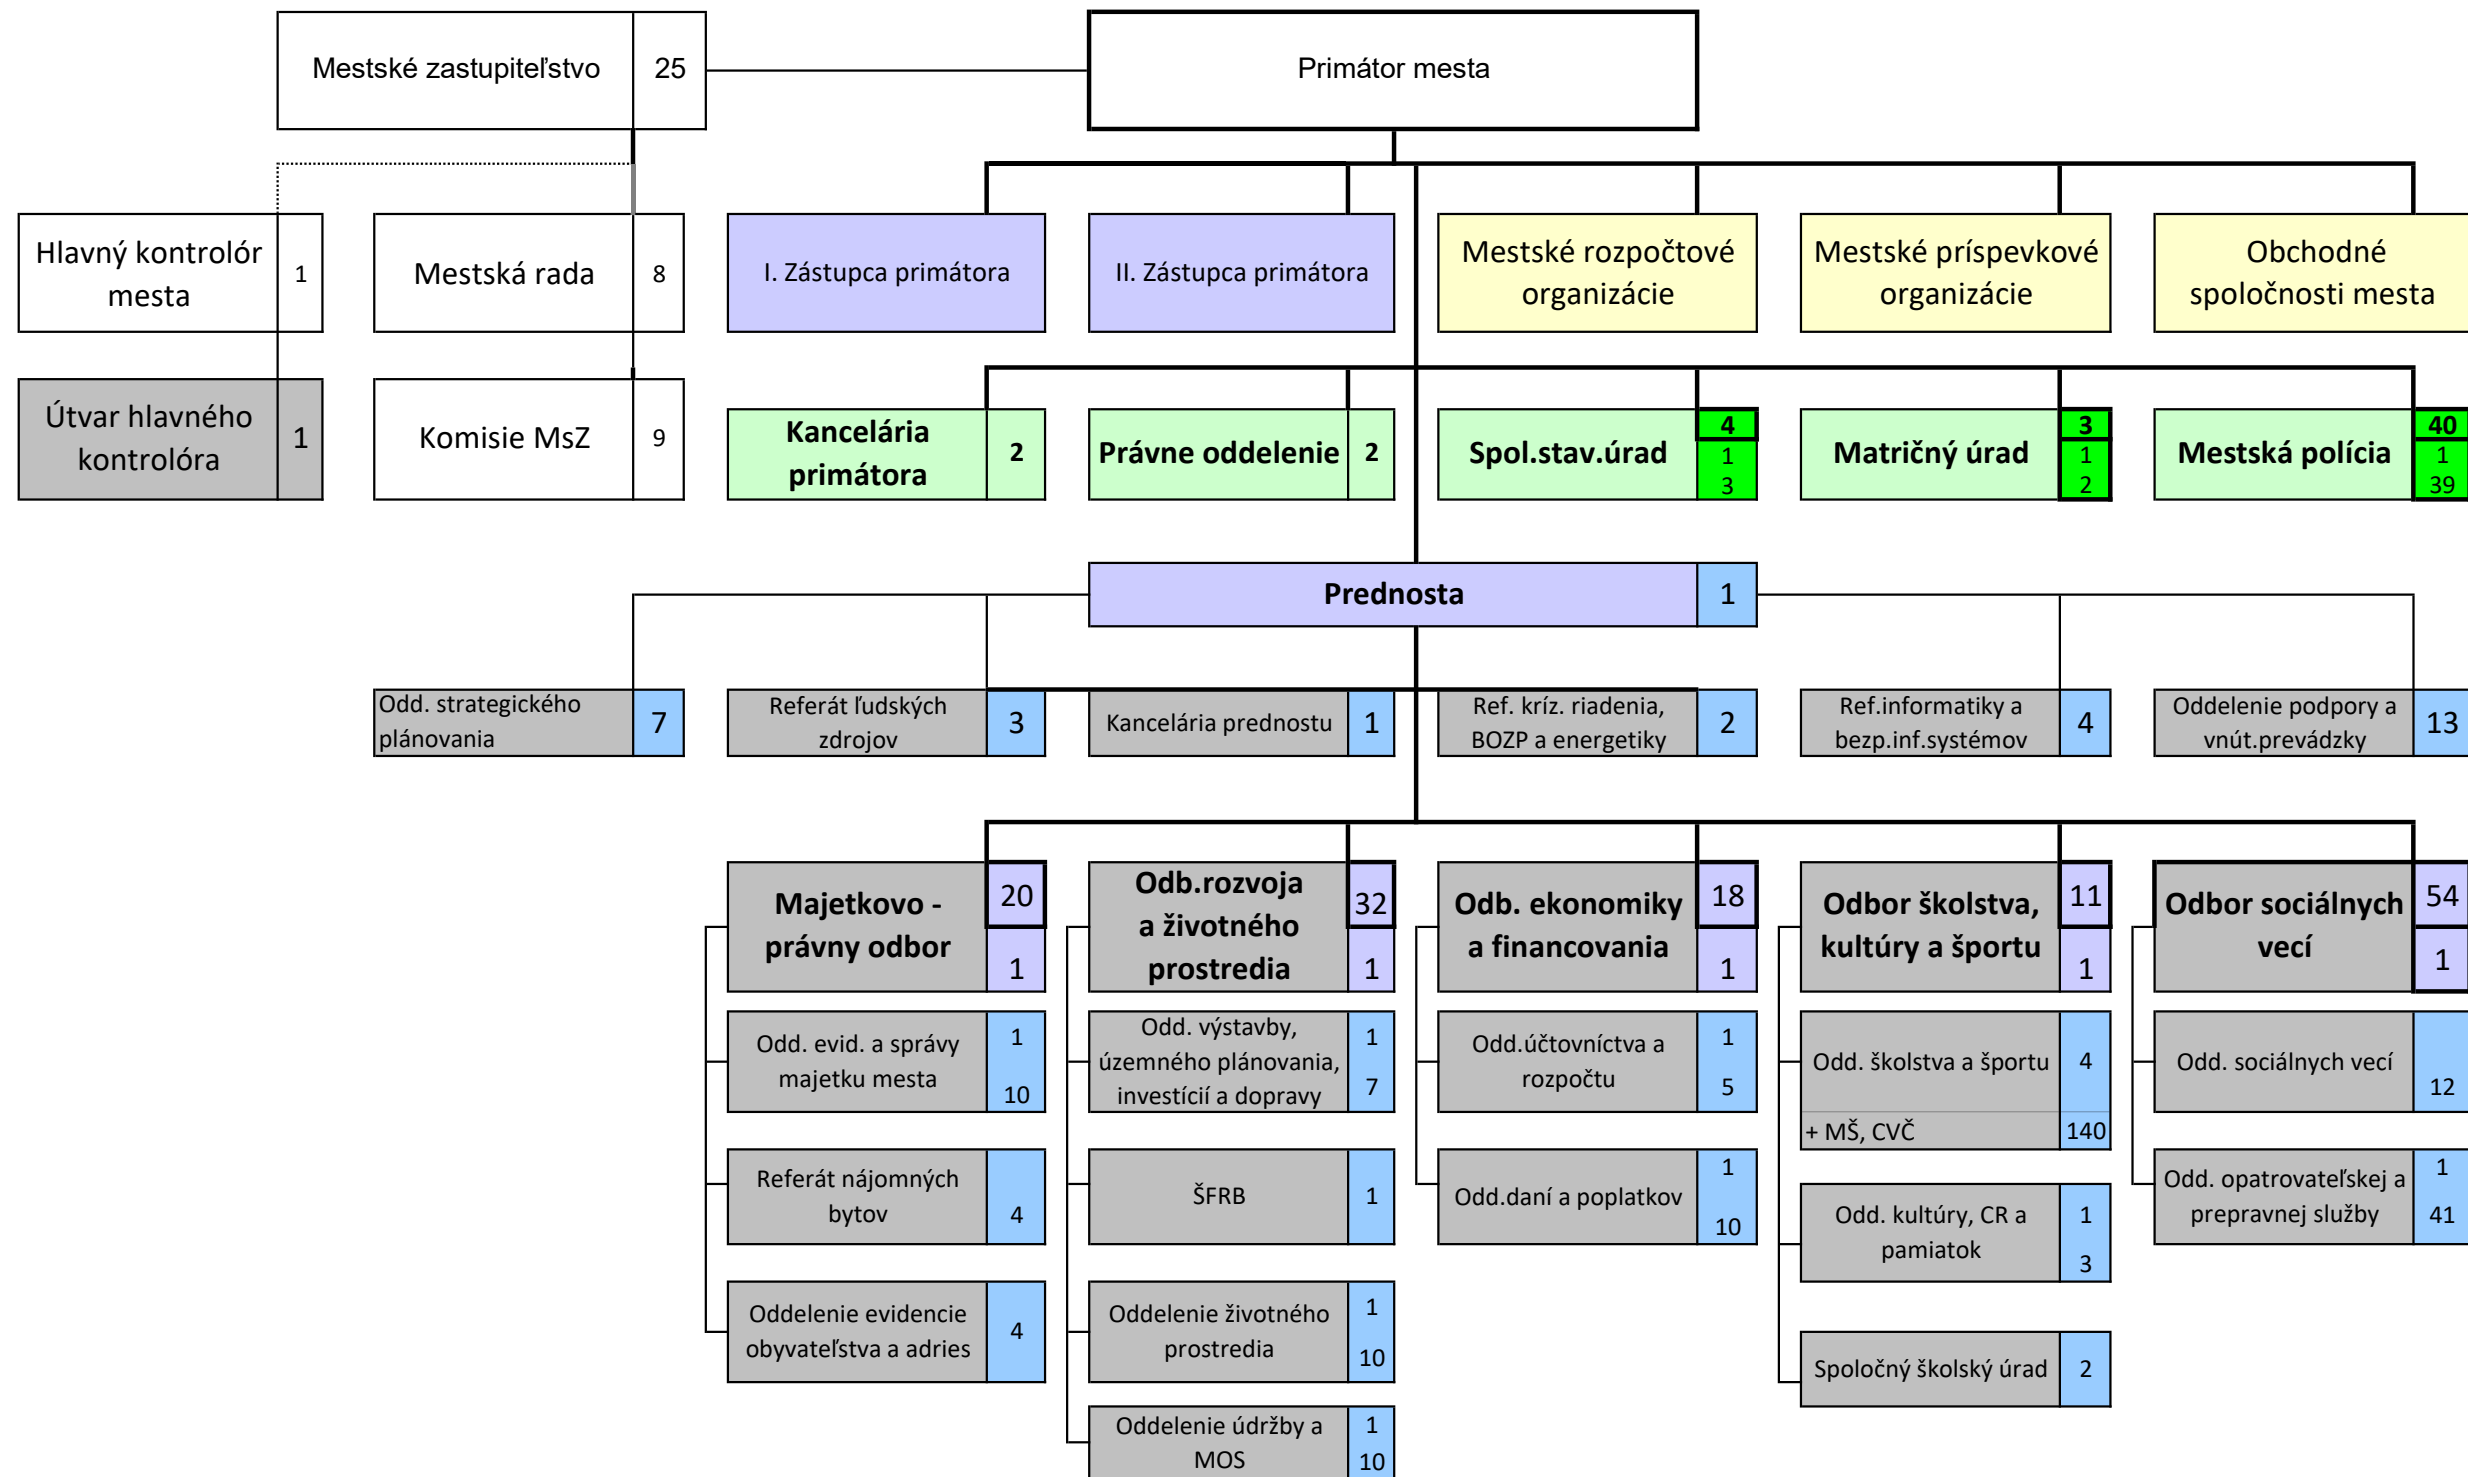 Mestské zastupiteľstvo
25
Primátor mesta
Hlavný kontrolór
mesta
1
Mestská rada
8
I. Zástupca primátora
II. Zástupca primátora
Mestské rozpočtové
organizácie
Mestské príspevkové
organizácie
Obchodné
spoločnosti mesta
Útvar hlavného
kontrolóra
1
Komisie MsZ
9
Kancelária
primátora
2
Právne oddelenie
2
Spol.stav.úrad
4
1
3
Matričný úrad
3
1
2
Mestská polícia
40
1
39
Prednosta
1
Odd. strategického
plánovania
7
Referát ľudských
zdrojov
3
Kancelária prednostu
1
Ref. kríz. riadenia,
BOZP a energetiky
2
Ref.informatiky a
bezp.inf.systémov
4
Oddelenie podpory a
vnút.prevádzky
13
Majetkovo -
právny odbor
20
1
Odb.rozvoja
a životného
prostredia
32
1
Odb. ekonomiky
a financovania
18
1
Odbor školstva,
kultúry a športu
11
1
Odbor sociálnych
vecí
54
1
Odd. evid. a správy
majetku mesta
1
10
Odd. výstavby,
územného plánovania,
investícií a dopravy
1
7
Odd.účtovníctva a
rozpočtu
1
5
Odd. školstva a športu
4
+ MŠ, CVČ
140
Odd. sociálnych vecí
12
Referát nájomných
bytov
4
ŠFRB
1
Odd.daní a poplatkov
1
10
Odd. kultúry, CR a
pamiatok
1
3
Odd. opatrovateľskej a
prepravnej služby
1
41
Oddelenie evidencie
obyvateľstva a adries
4
Oddelenie životného
prostredia
1
10
Spoločný školský úrad
2
Oddelenie údržby a
MOS
1
10